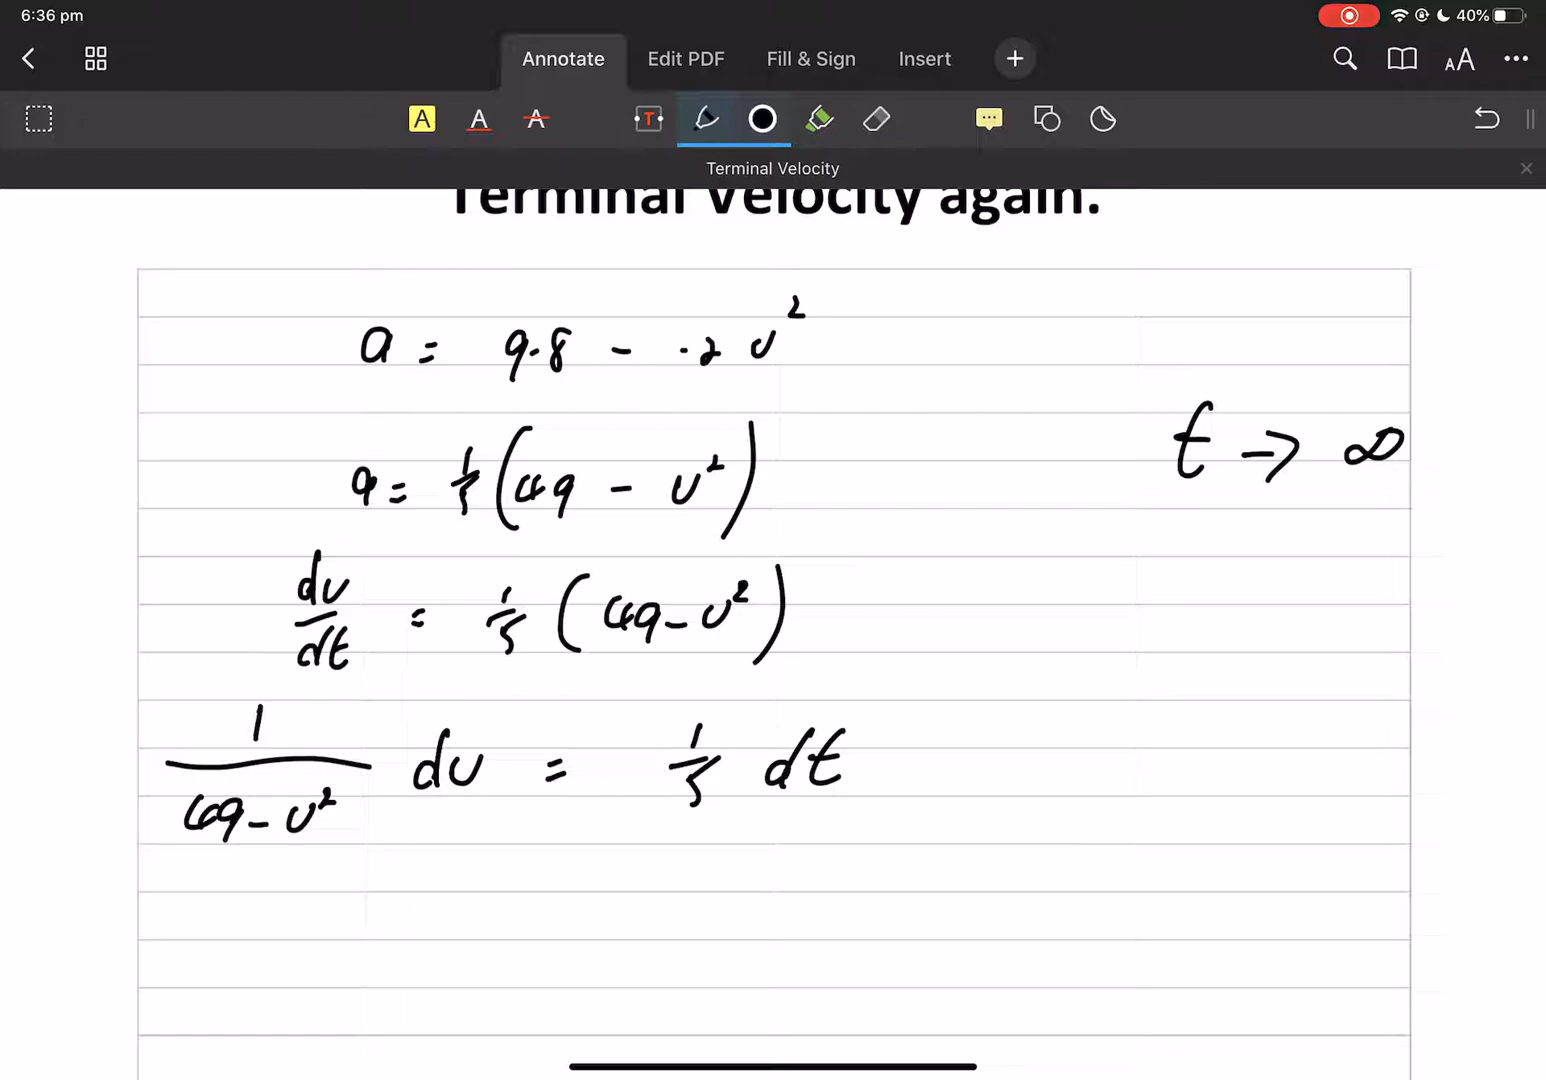 6:36 pm
40%
Annotate Edit PDF Fill & Sign Insert +
A A A T
AA
Terminal Velocity
Terminal Velocity again.
a = 9.8 - .2 v²
t → ∞
a = 1/5 (49 - v²)
dv/dt = 1/5 (49 - v²)
1/(49 - v²) dv = 1/5 dt